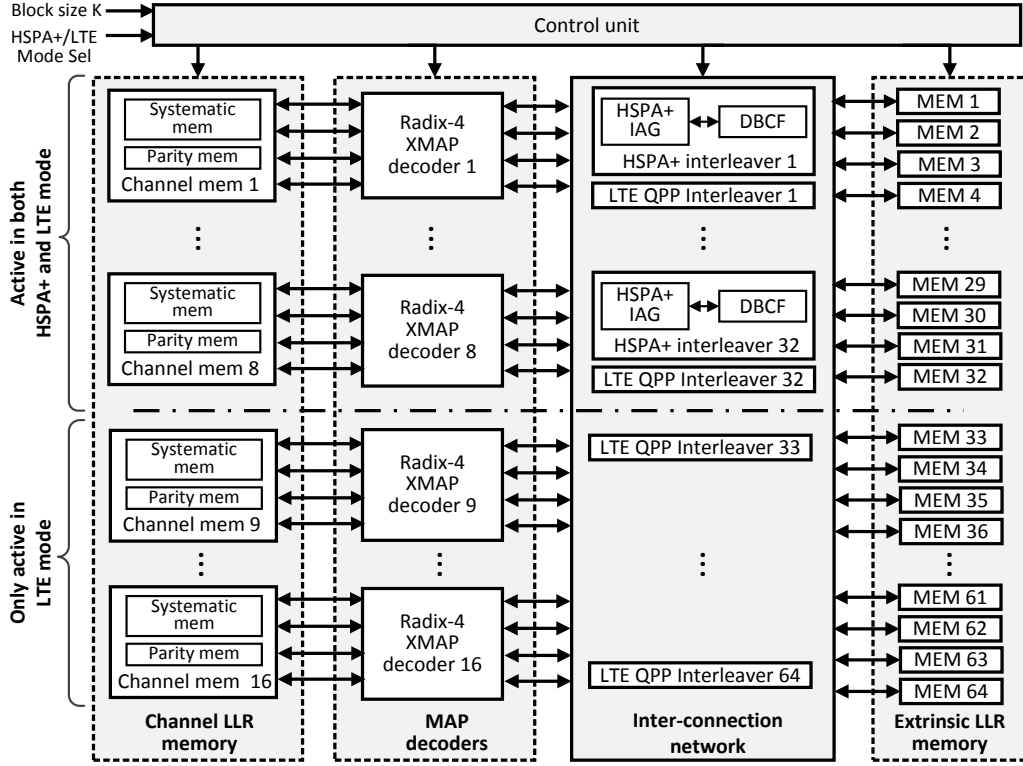 Block size K
HSPA+/LTE
Mode Sel
Control unit
Active in both
HSPA+ and LTE mode
Systematic
mem
Parity mem
Channel mem 1
Radix-4
XMAP
decoder 1
HSPA+
IAG
DBCF
HSPA+ interleaver 1
LTE QPP Interleaver 1
MEM 1
MEM 2
MEM 3
MEM 4
...
...
...
...
Systematic
mem
Parity mem
Channel mem 8
Radix-4
XMAP
decoder 8
HSPA+
IAG
DBCF
HSPA+ interleaver 32
LTE QPP Interleaver 32
MEM 29
MEM 30
MEM 31
MEM 32
Only active in
LTE mode
Systematic
mem
Parity mem
Channel mem 9
Radix-4
XMAP
decoder 9
LTE QPP Interleaver 33
MEM 33
MEM 34
MEM 35
MEM 36
...
...
...
...
Systematic
mem
Parity mem
Channel mem 16
Radix-4
XMAP
decoder 16
LTE QPP Interleaver 64
MEM 61
MEM 62
MEM 63
MEM 64
Channel LLR
memory
MAP
decoders
Inter-connection
network
Extrinsic LLR
memory